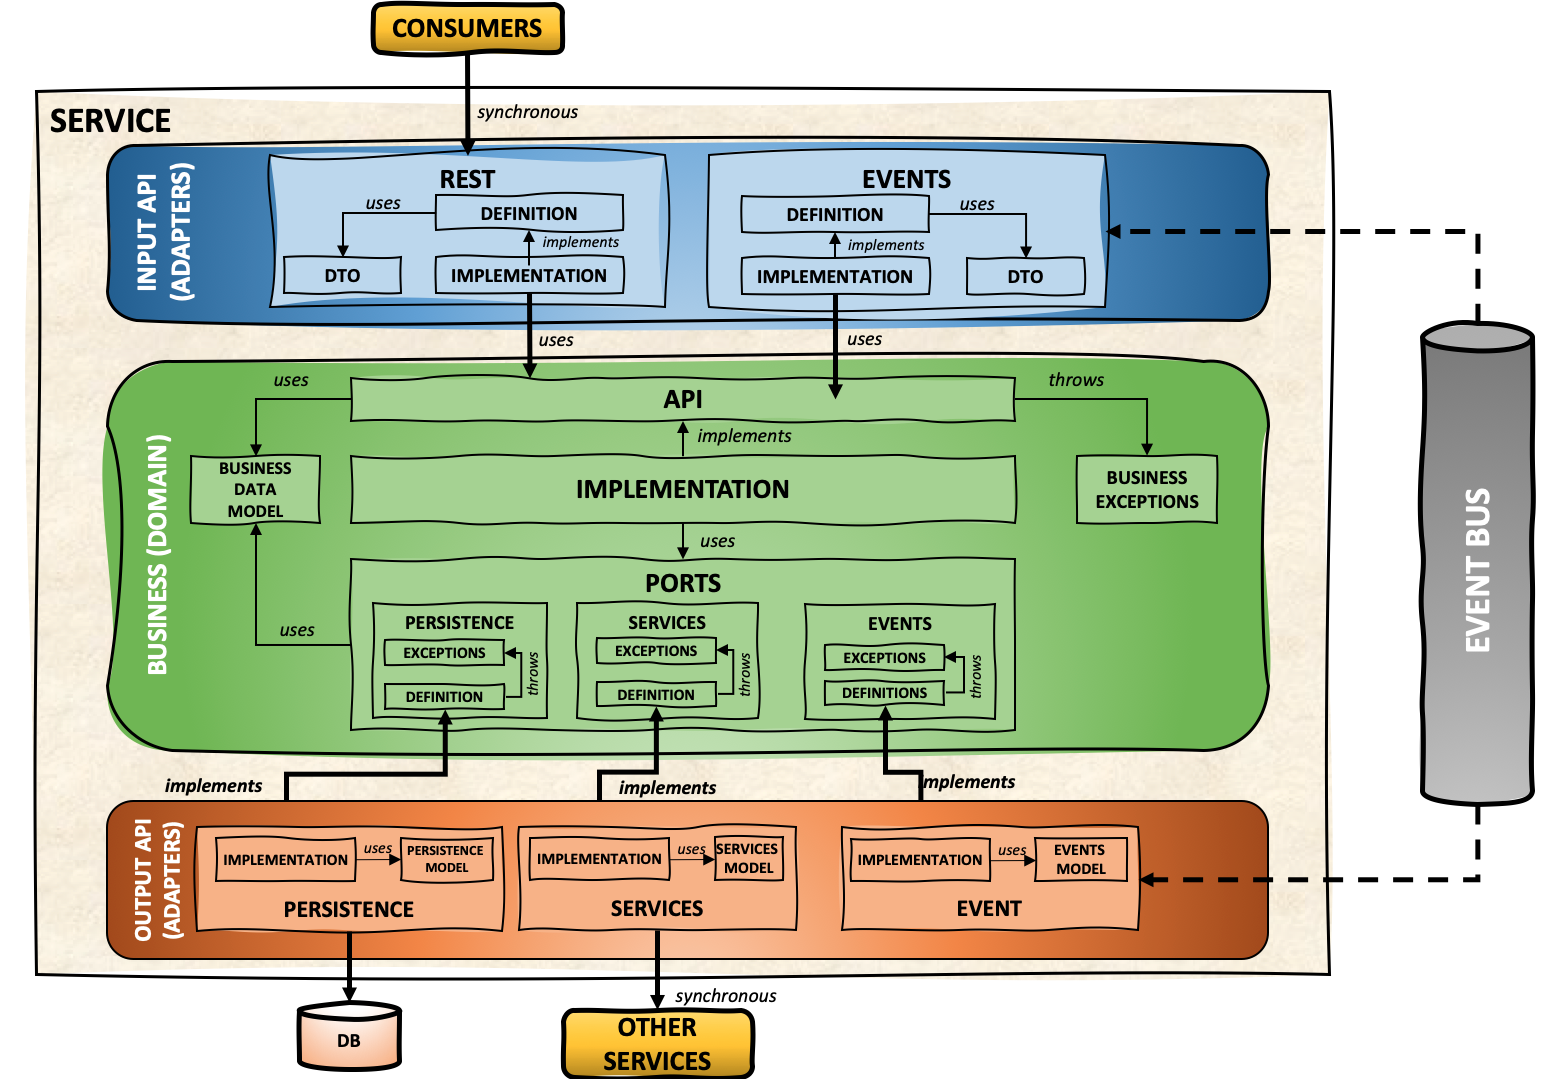 CONSUMERS
synchronous
SERVICE
INPUT API
(ADAPTERS)
REST
uses
DEFINITION
implements
DTO
IMPLEMENTATION
EVENTS
DEFINITION
uses
implements
IMPLEMENTATION
DTO
uses
uses
BUSINESS (DOMAIN)
uses
API
throws
implements
BUSINESS
DATA
MODEL
IMPLEMENTATION
BUSINESS
EXCEPTIONS
uses
PORTS
uses
PERSISTENCE
EXCEPTIONS
throws
DEFINITION
SERVICES
EXCEPTIONS
throws
DEFINITION
EVENTS
EXCEPTIONS
throws
DEFINITIONS
implements
implements
implements
OUTPUT API
(ADAPTERS)
IMPLEMENTATION
uses
PERSISTENCE
MODEL
PERSISTENCE
IMPLEMENTATION
uses
SERVICES
MODEL
SERVICES
IMPLEMENTATION
uses
EVENTS
MODEL
EVENT
EVENT BUS
synchronous
DB
OTHER
SERVICES